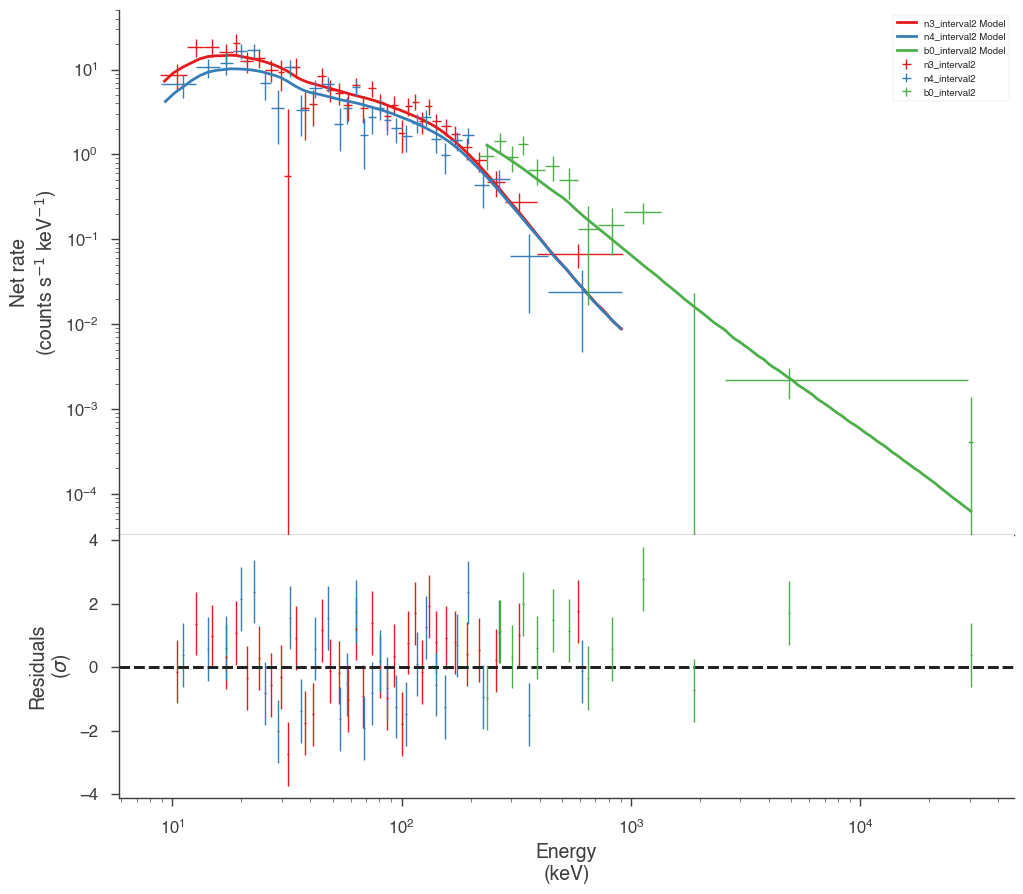 n3_interval2 Model
n4_interval2 Model
b0_interval2 Model
n3_interval2
n4_interval2
b0_interval2
10¹
10⁰
10⁻¹
10⁻²
10⁻³
10⁻⁴
Net rate
(counts s⁻¹ keV⁻¹)
4
2
0
−2
−4
Residuals
(σ)
10¹ 10² 10³ 10⁴
Energy
(keV)